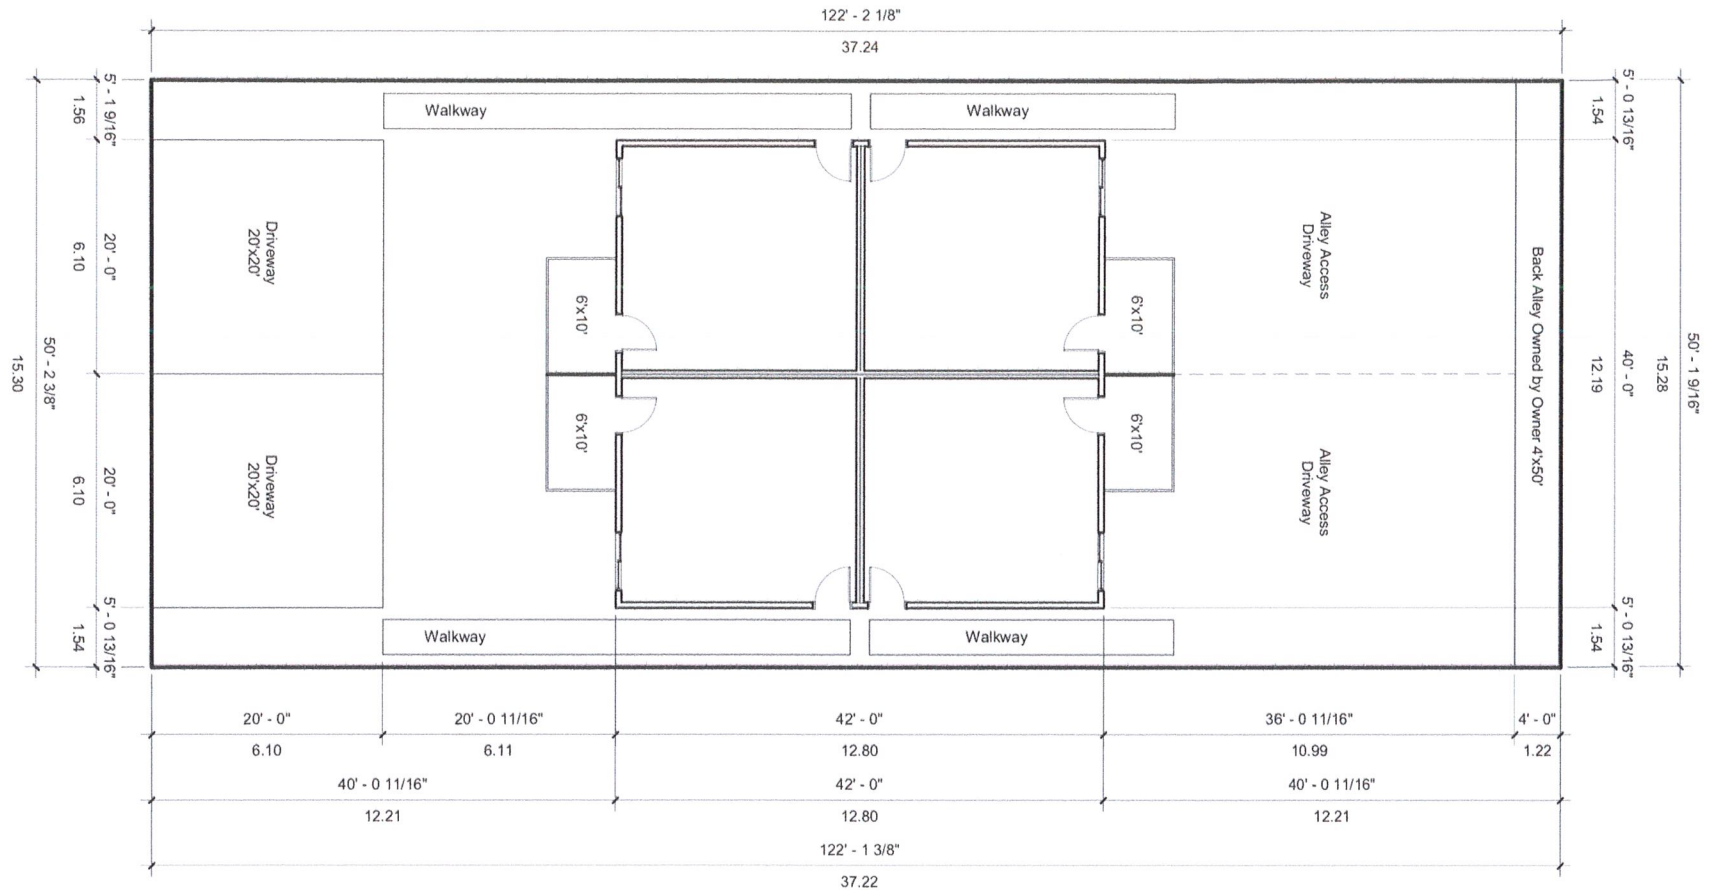 122' - 2 1/8"
37.24
5' - 1 9/16"
1.56
Walkway
Walkway
5' - 0 13/16"
1.54
20' - 0"
6.10
Driveway
20'x20'
6'x10'
6'x10'
Alley Access
Driveway
Back Alley Owned by Owner 4'x50'
50' - 2 3/8"
15.30
40' - 0"
12.19
50' - 1 9/16"
15.28
20' - 0"
6.10
Driveway
20'x20'
6'x10'
6'x10'
Alley Access
Driveway
5' - 0 13/16"
1.54
Walkway
Walkway
5' - 0 13/16"
1.54
20' - 0"
20' - 0 11/16"
42' - 0"
36' - 0 11/16"
4' - 0"
6.10
6.11
12.80
10.99
1.22
40' - 0 11/16"
42' - 0"
40' - 0 11/16"
12.21
12.80
12.21
122' - 1 3/8"
37.22